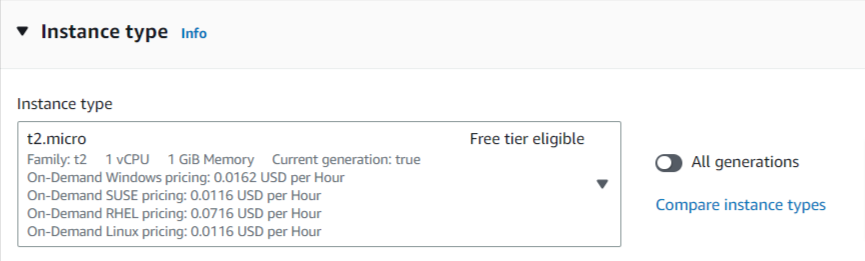 Instance type Info
Instance type
t2.micro Free tier eligible
Family: t2 1 vCPU 1 GiB Memory Current generation: true
On-Demand Windows pricing: 0.0162 USD per Hour
On-Demand SUSE pricing: 0.0116 USD per Hour
On-Demand RHEL pricing: 0.0716 USD per Hour
On-Demand Linux pricing: 0.0116 USD per Hour
All generations
Compare instance types